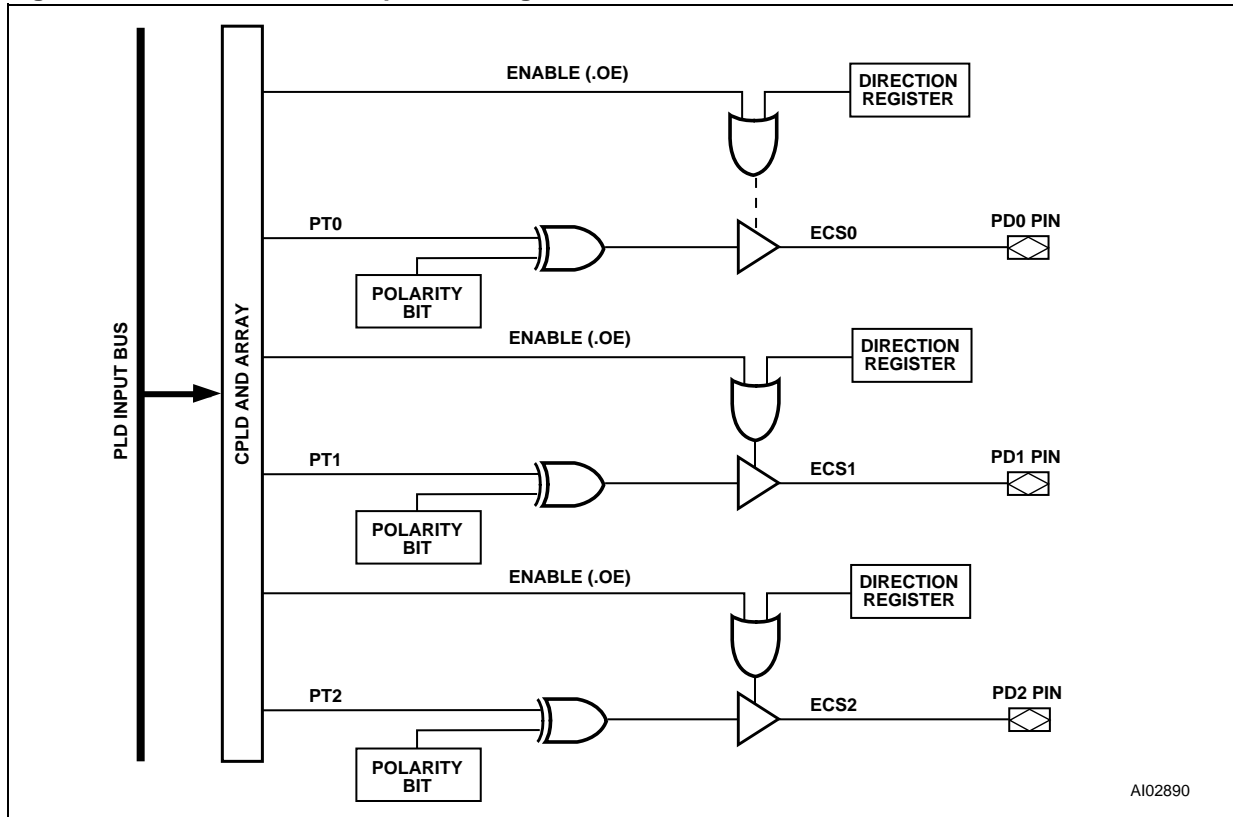 ENABLE (.OE)
DIRECTION
REGISTER
PT0
ECS0
PD0 PIN
POLARITY
BIT
PLD INPUT BUS
CPLD AND ARRAY
ENABLE (.OE)
DIRECTION
REGISTER
PT1
ECS1
PD1 PIN
POLARITY
BIT
ENABLE (.OE)
DIRECTION
REGISTER
PT2
ECS2
PD2 PIN
POLARITY
BIT
AI02890